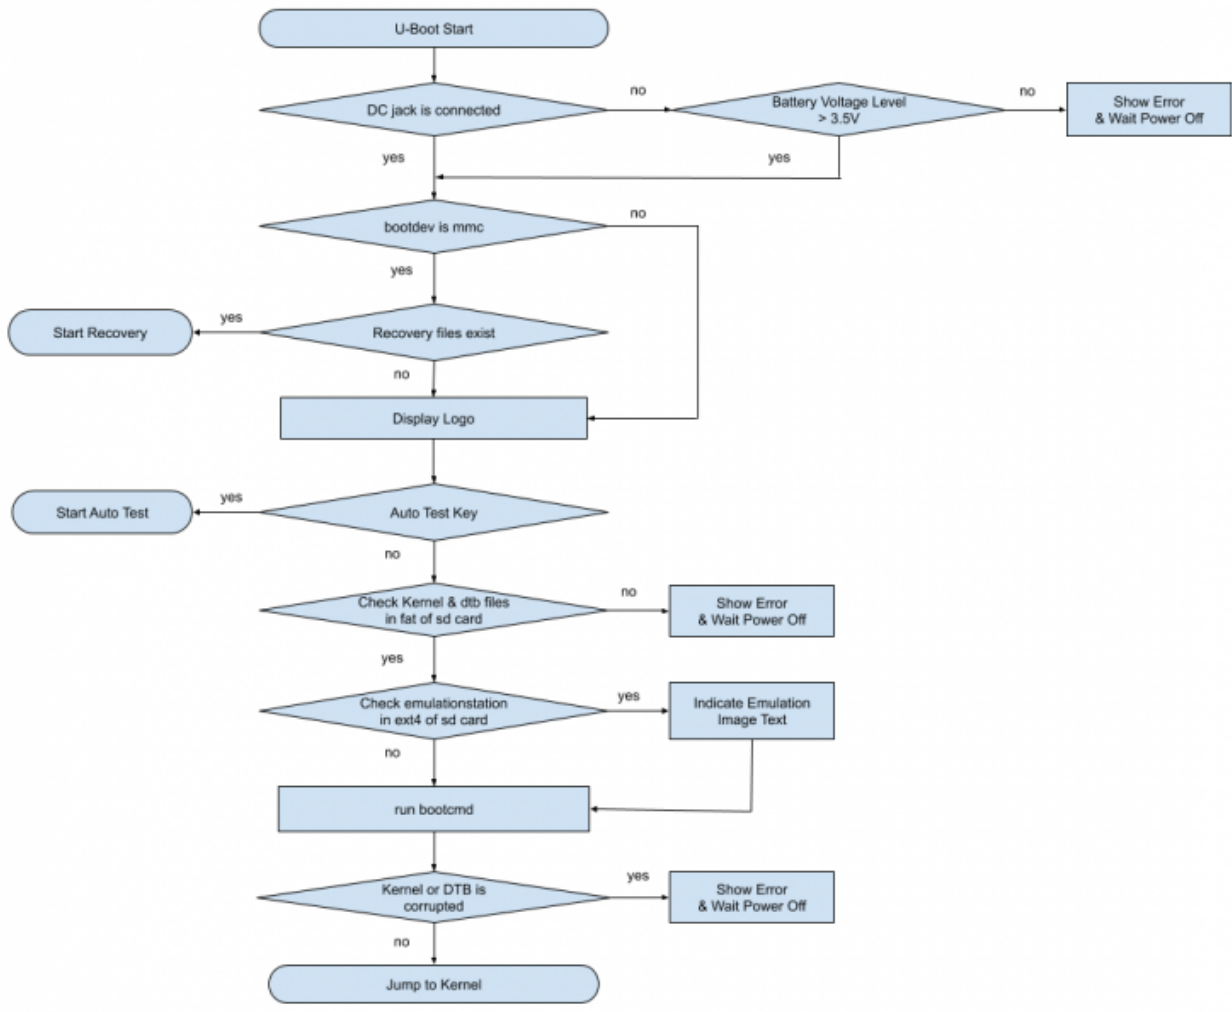 U-Boot Start
DC jack is connected
no
Battery Voltage Level
> 3.5V
no
Show Error
& Wait Power Off
yes
yes
bootdev is mmc
no
yes
Start Recovery
yes
Recovery files exist
no
Display Logo
Start Auto Test
yes
Auto Test Key
no
Check Kernel & dtb files
in fat of sd card
no
Show Error
& Wait Power Off
yes
Check emulationstation
in ext4 of sd card
yes
Indicate Emulation
Image Text
no
run bootcmd
Kernel or DTB is
corrupted
yes
Show Error
& Wait Power Off
no
Jump to Kernel